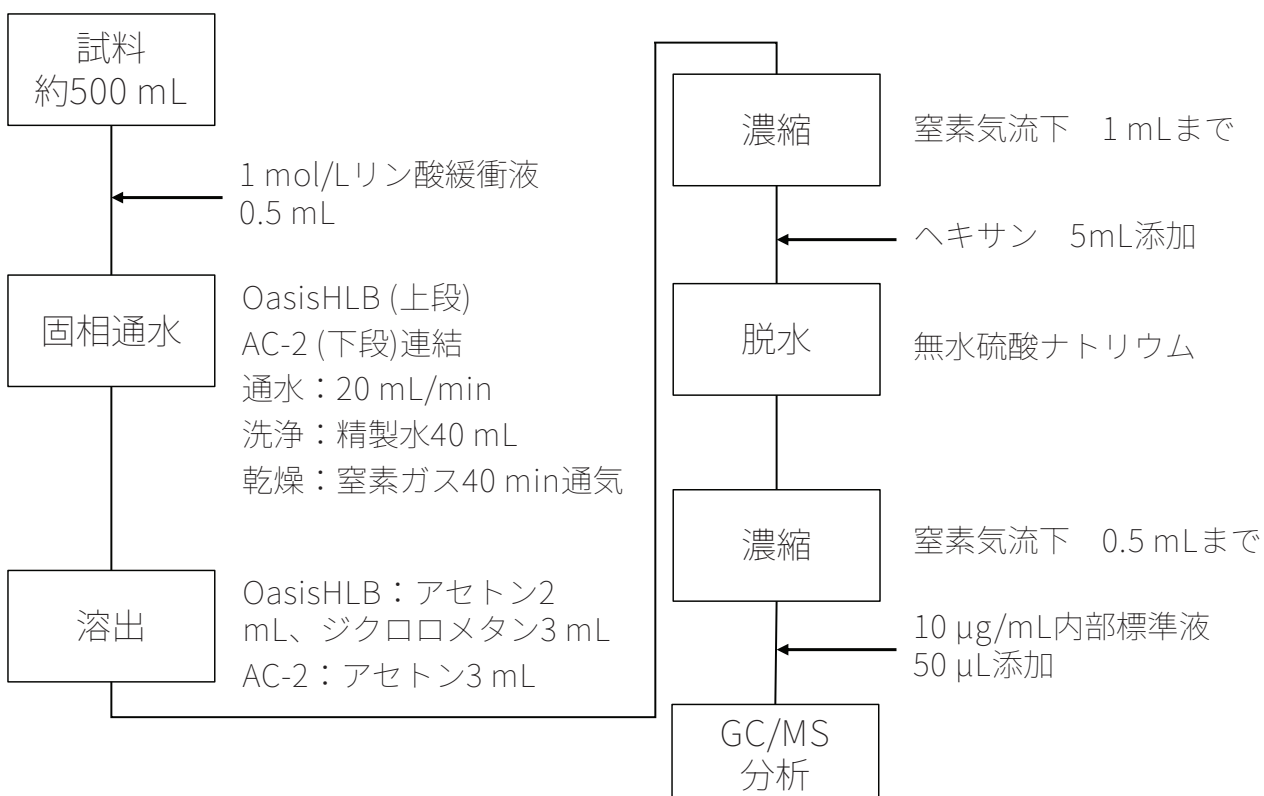 試料
約500 mL
1 mol/Lリン酸緩衝液
0.5 mL
固相通水
OasisHLB (上段)
AC-2 (下段)連結
通水：20 mL/min
洗浄：精製水40 mL
乾燥：窒素ガス40 min通気
溶出
OasisHLB：アセトン2
mL、ジクロロメタン3 mL
AC-2：アセトン3 mL
濃縮
窒素気流下　1 mLまで
ヘキサン　5mL添加
脱水
無水硫酸ナトリウム
濃縮
窒素気流下　0.5 mLまで
10 μg/mL内部標準液
50 μL添加
GC/MS
分析